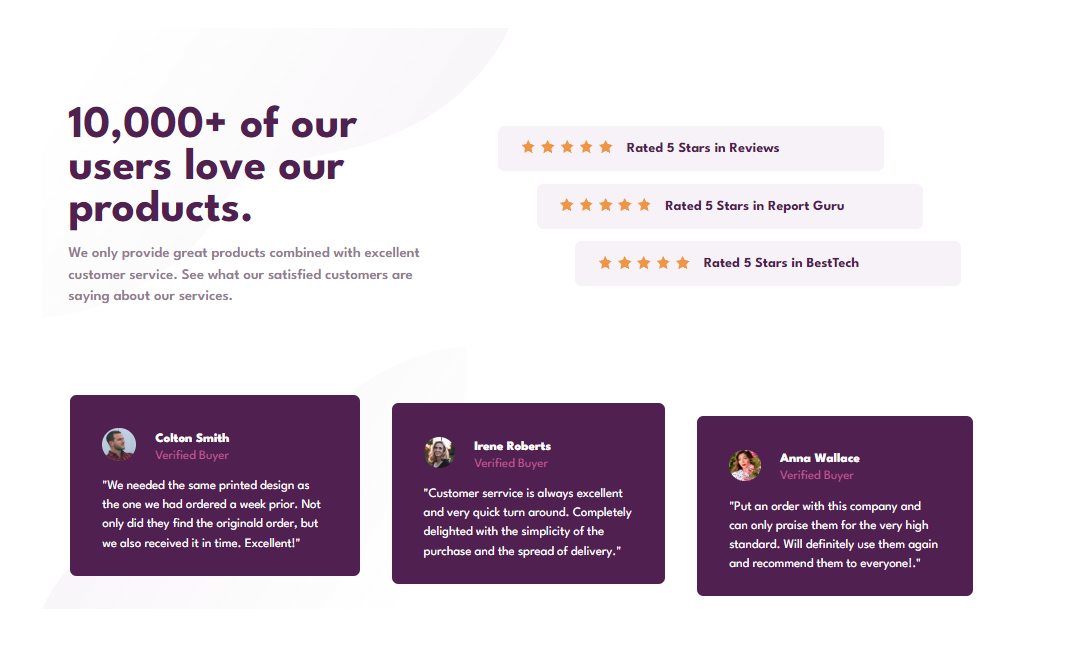 10,000+ of our
users love our
products.
We only provide great products combined with excellent
customer service. See what our satisfied customers are
saying about our services.
Rated 5 Stars in Reviews
Rated 5 Stars in Report Guru
Rated 5 Stars in BestTech
Colton Smith
Verified Buyer
"We needed the same printed design as
the one we had ordered a week prior. Not
only did they find the originald order, but
we also received it in time. Excellent!"
Irene Roberts
Verified Buyer
"Customer serrvice is always excellent
and very quick turn around. Completely
delighted with the simplicity of the
purchase and the spread of delivery."
Anna Wallace
Verified Buyer
"Put an order with this company and
can only praise them for the very high
standard. Will definitely use them again
and recommend them to everyone!."